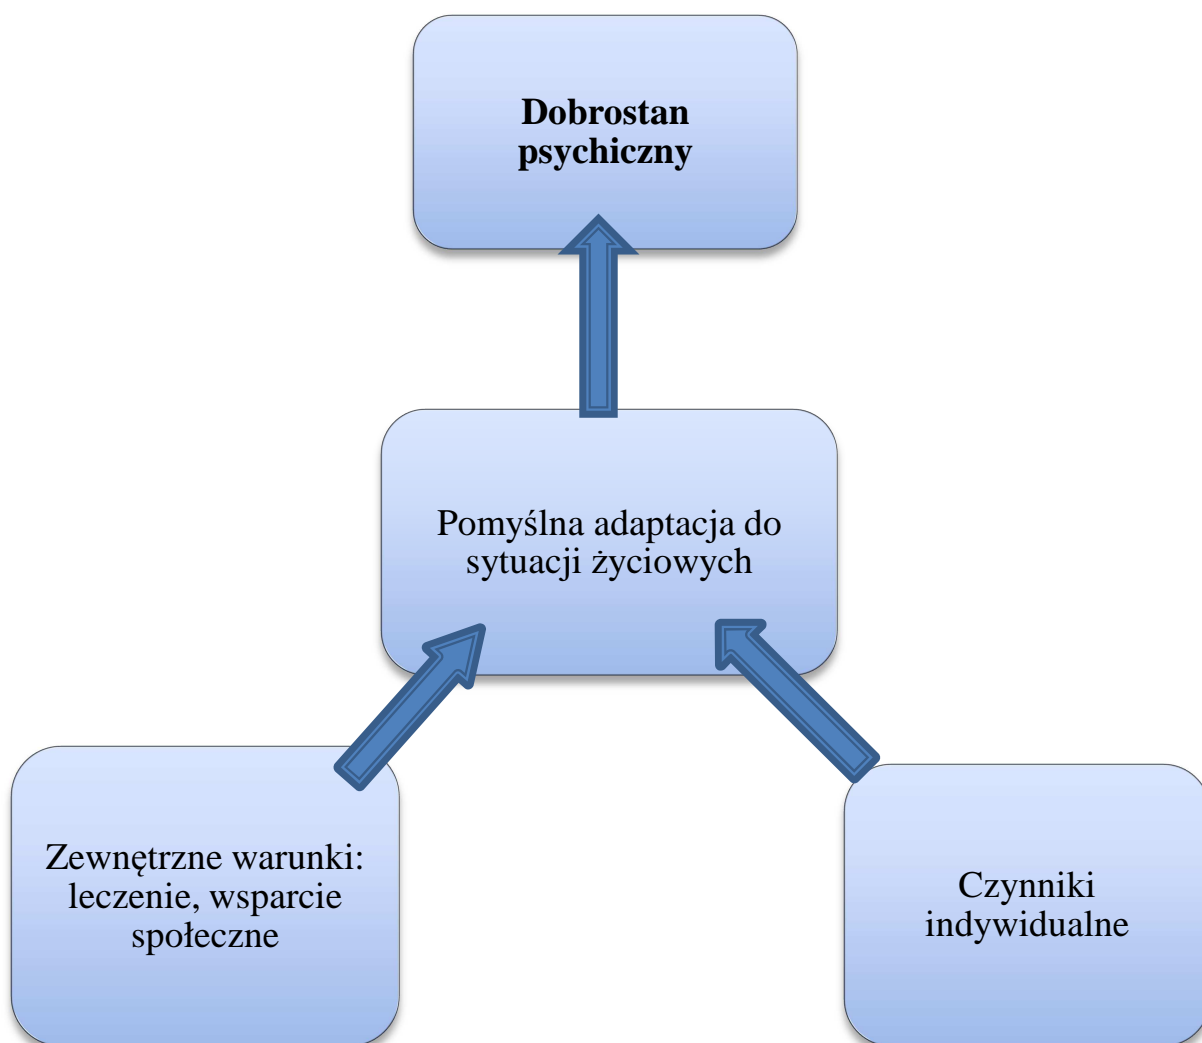 Dobrostan
psychiczny
Pomyślna adaptacja do
sytuacji życiowych
Zewnętrzne warunki:
leczenie, wsparcie
społeczne
Czynniki
indywidualne